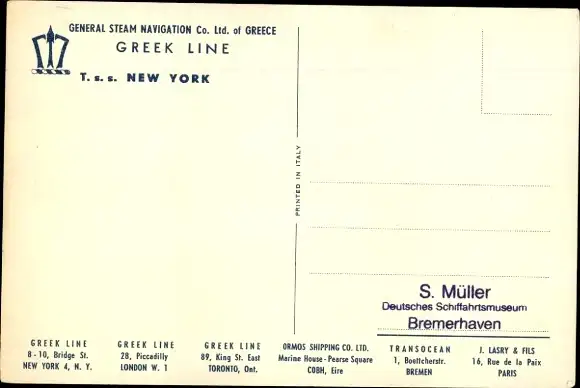 GENERAL STEAM NAVIGATION Co. Ltd. of GREECE
GREEK LINE
T. s. s. NEW YORK
PRINTED IN ITALY
S. Müller
Deutsches Schiffahrtsmuseum
Bremerhaven
GREEK LINE
8-10, Bridge St.
NEW YORK 4, N. Y.
GREEK LINE
28, Piccadilly
LONDON W. 1
GREEK LINE
89, King St. East
TORONTO, Ont.
ORMOS SHIPPING CO. LTD.
Marine House - Pearse Square
COBH, Eire
TRANSOCEAN
1, Boettcherstr.
BREMEN
J. LASRY & FILS
16, Rue de la Paix
PARIS